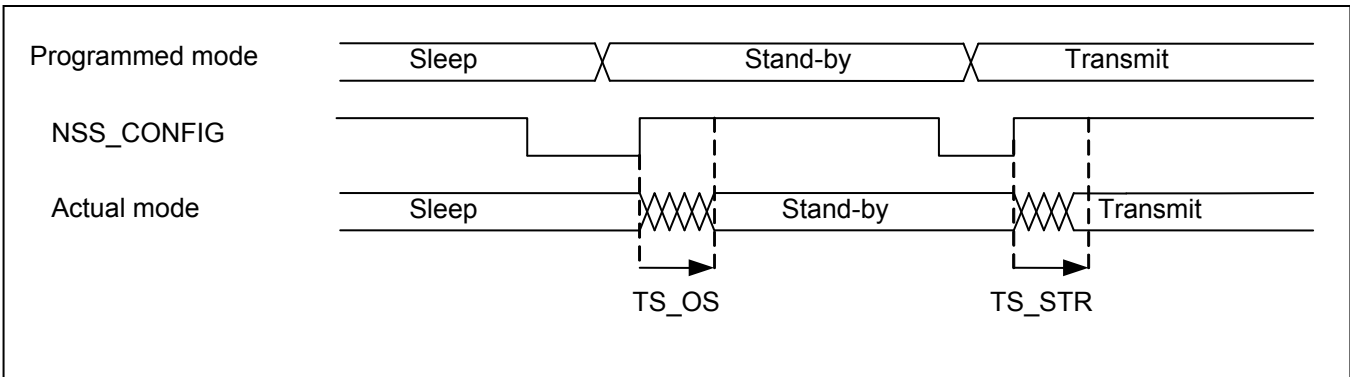 Programmed mode Sleep Stand-by Transmit
NSS_CONFIG
Actual mode Sleep Stand-by Transmit
TS_OS TS_STR